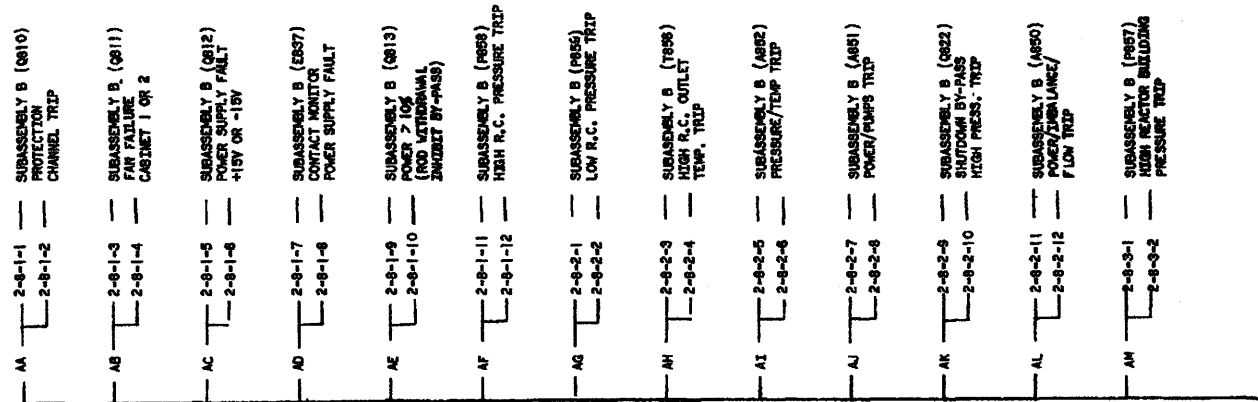 AA
2-8-1-1
2-8-1-2
SUBASSEMBLY B (Q810)
PROTECTION
CHANNEL TRIP
AB
2-8-1-3
2-8-1-4
SUBASSEMBLY B (Q811)
FAN FAILURE
CABINET 1 OR 2
AC
2-8-1-5
2-8-1-6
SUBASSEMBLY B (Q812)
POWER SUPPLY FAULT
+15V OR -15V
AD
2-8-1-7
2-8-1-8
SUBASSEMBLY B (E837)
CONTACT MONITOR
POWER SUPPLY FAULT
AE
2-8-1-9
2-8-1-10
SUBASSEMBLY B (Q813)
POWER > 10%
(ROD WITHDRAWAL
INHIBIT BY-PASS)
AF
2-8-1-11
2-8-1-12
SUBASSEMBLY B (P858)
HIGH R.C. PRESSURE TRIP
AG
2-8-2-1
2-8-2-2
SUBASSEMBLY B (P859)
LOW R.C. PRESSURE TRIP
AH
2-8-2-3
2-8-2-4
SUBASSEMBLY B (T858)
HIGH R.C. OUTLET
TEMP. TRIP
AI
2-8-2-5
2-8-2-6
SUBASSEMBLY B (A852)
PRESSURE/TEMP TRIP
AJ
2-8-2-7
2-8-2-8
SUBASSEMBLY B (A851)
POWER/PUMPS TRIP
AK
2-8-2-9
2-8-2-10
SUBASSEMBLY B (Q822)
SHUTDOWN BY-PASS
HIGH PRESS. TRIP
AL
2-8-2-11
2-8-2-12
SUBASSEMBLY B (A850)
POWER/IMBALANCE/
FLOW TRIP
AM
2-8-3-1
2-8-3-2
SUBASSEMBLY B (P857)
HIGH REACTOR BUILDING
PRESSURE TRIP